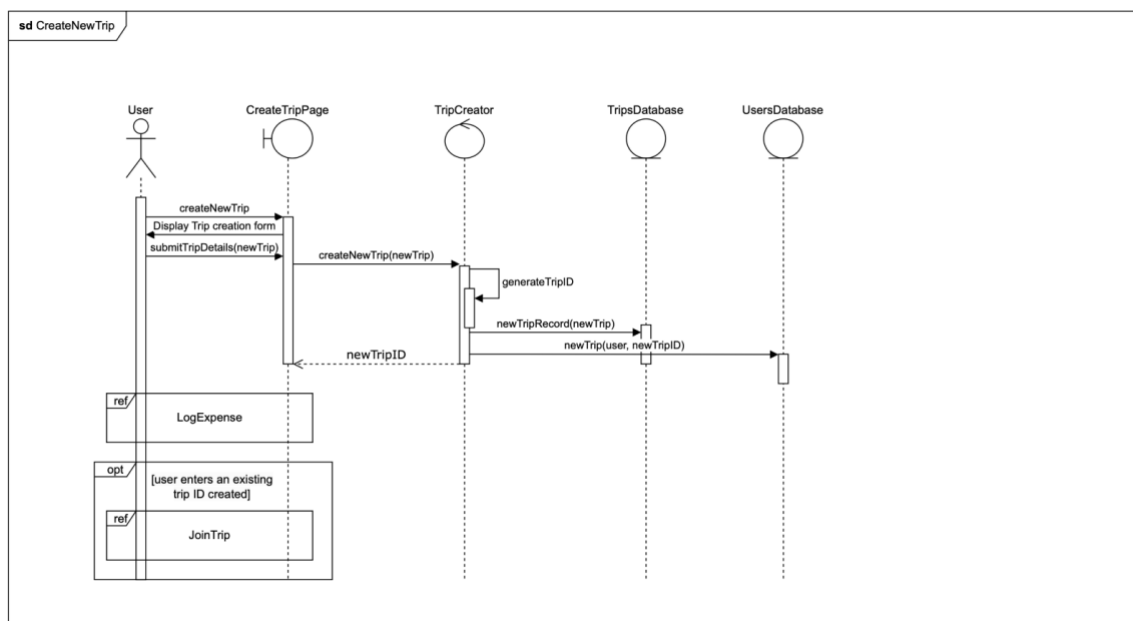 sd CreateNewTrip
User
CreateTripPage
TripCreator
TripsDatabase
UsersDatabase
createNewTrip
Display Trip creation form
submitTripDetails(newTrip)
createNewTrip(newTrip)
generateTripID
newTripRecord(newTrip)
newTrip(user, newTripID)
newTripID
ref
LogExpense
opt
[user enters an existing
trip ID created]
ref
JoinTrip